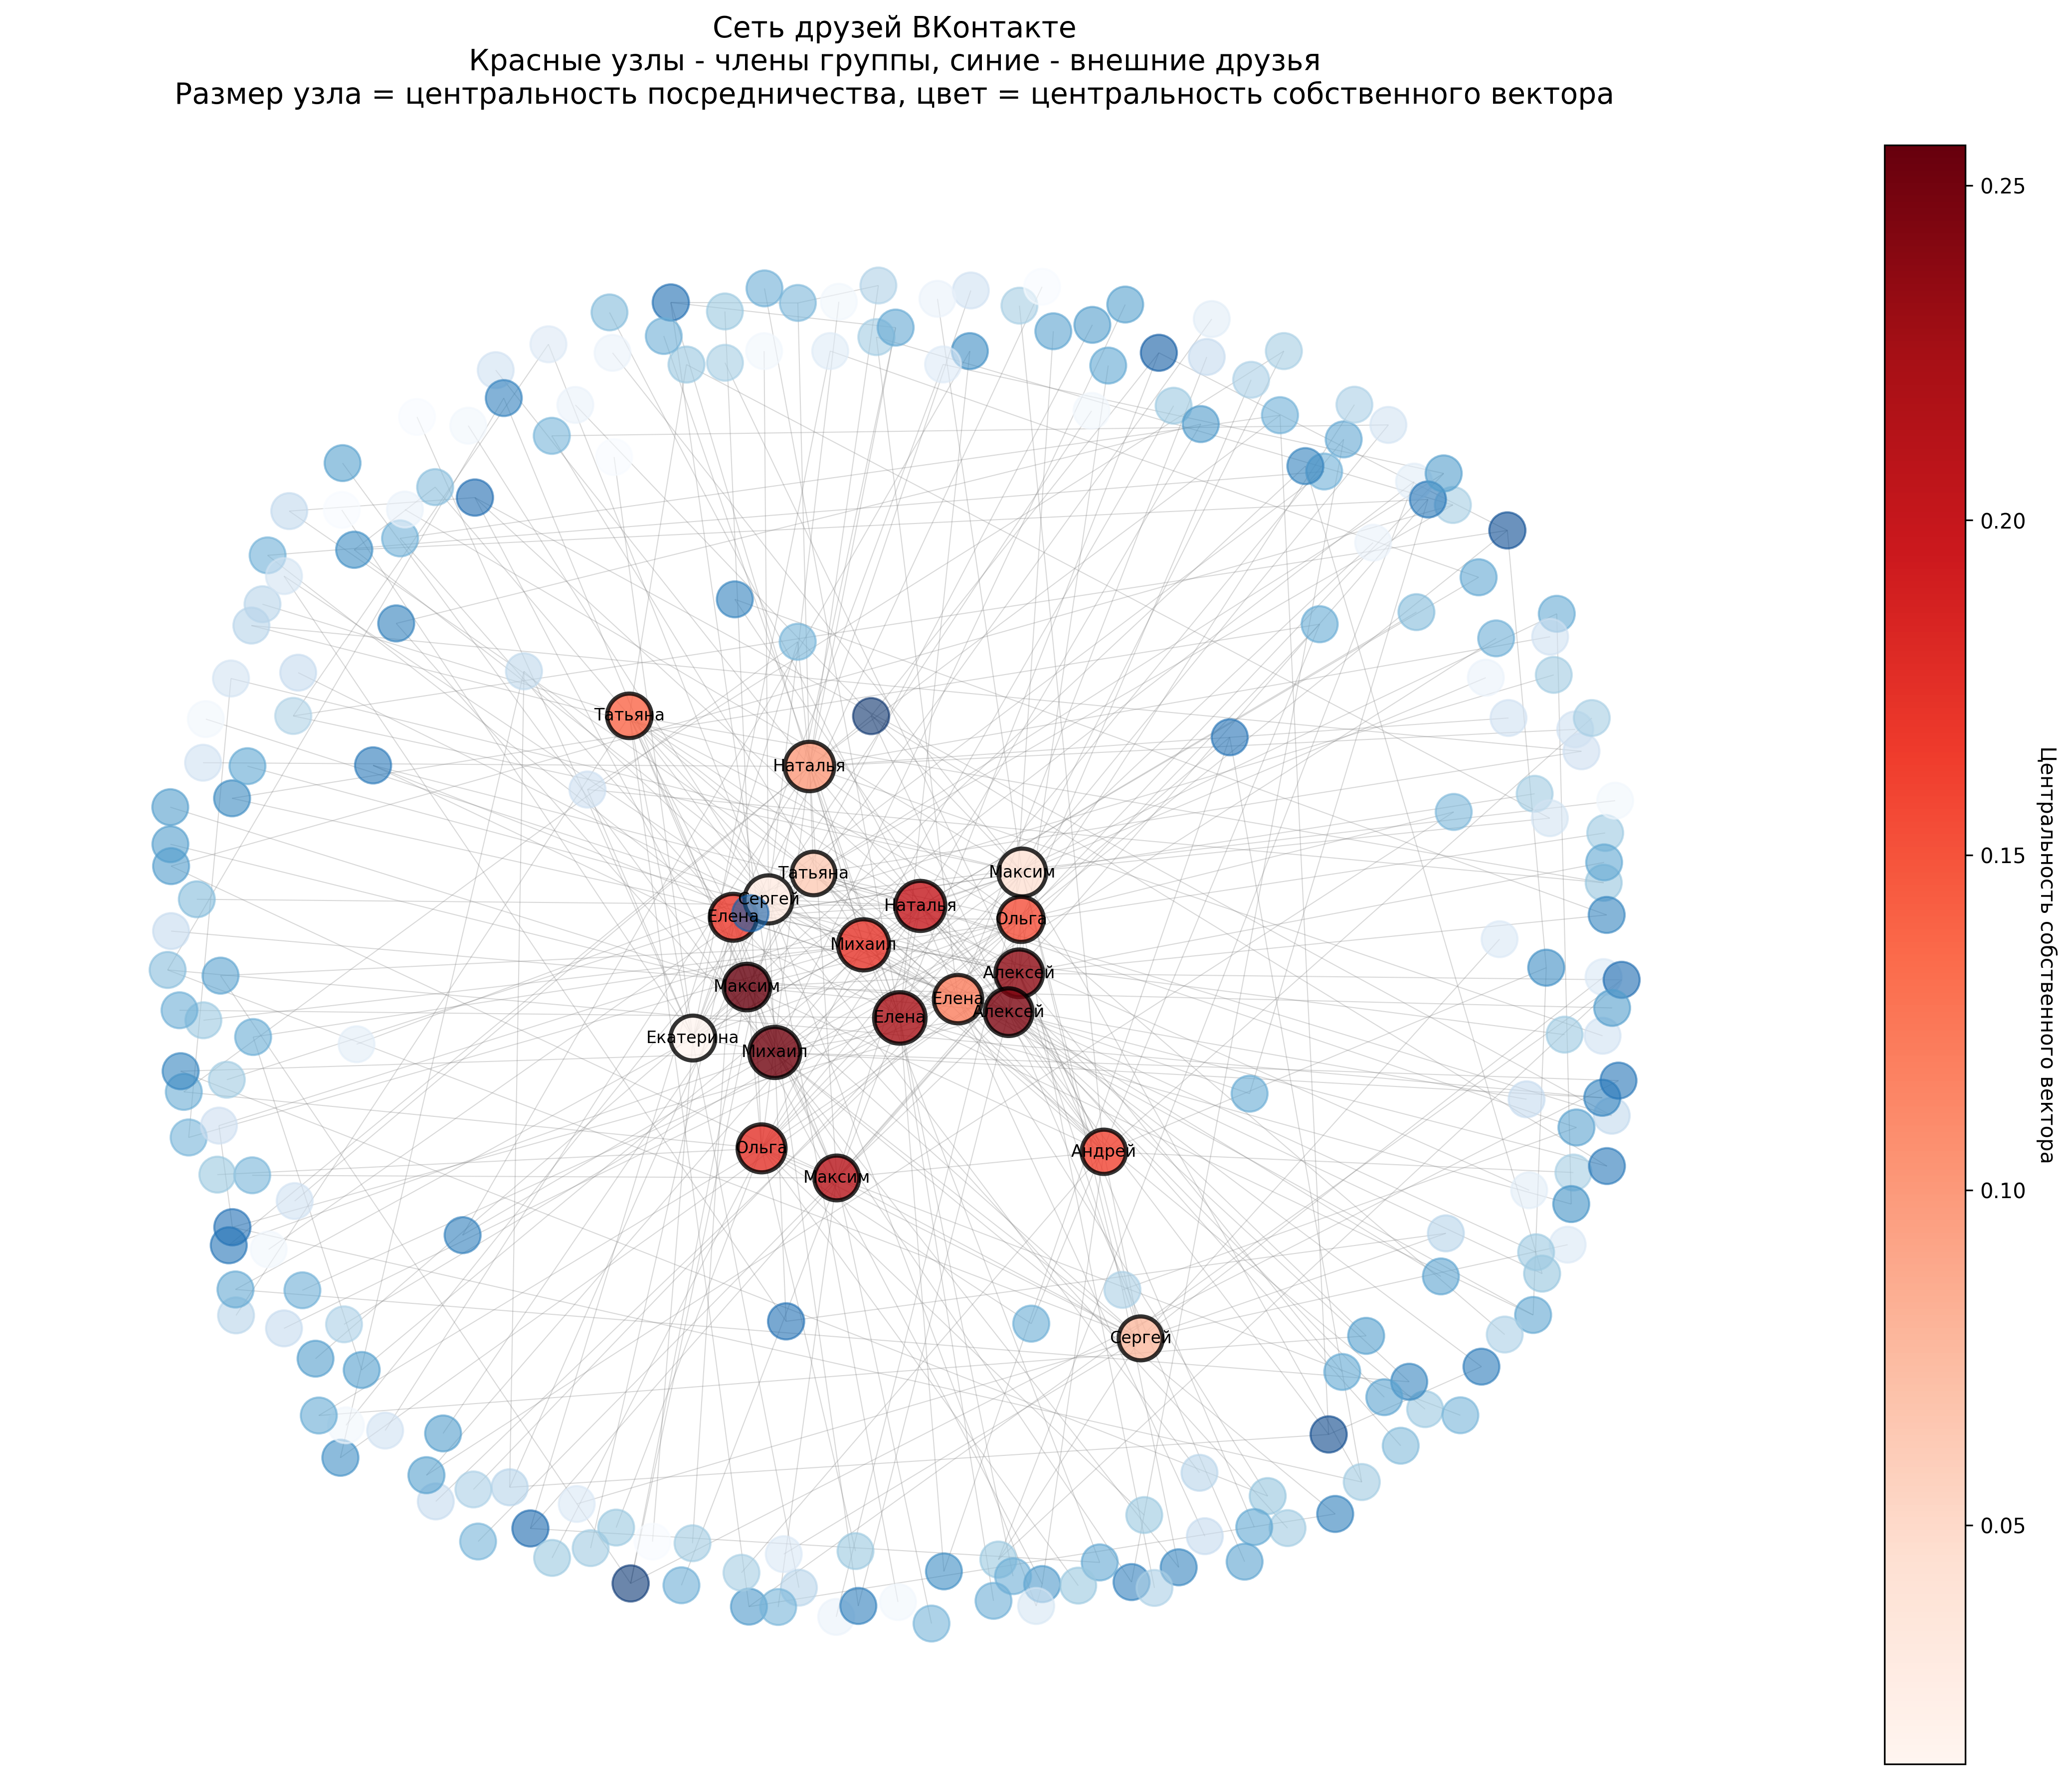 Сеть друзей ВКонтакте
Красные узлы - члены группы, синие - внешние друзья
Размер узла = центральность посредничества, цвет = центральность собственного вектора
0.25
0.20
0.15
0.10
0.05
Центральность собственного вектора
Татьяна
Наталья
Татьяна
Максим
Сергей
Наталья
Елена
Ольга
Михаил
Алексей
Максим
Елена
Алексей
Елена
Екатерина
Михаил
Ольга
Андрей
Максим
Сергей